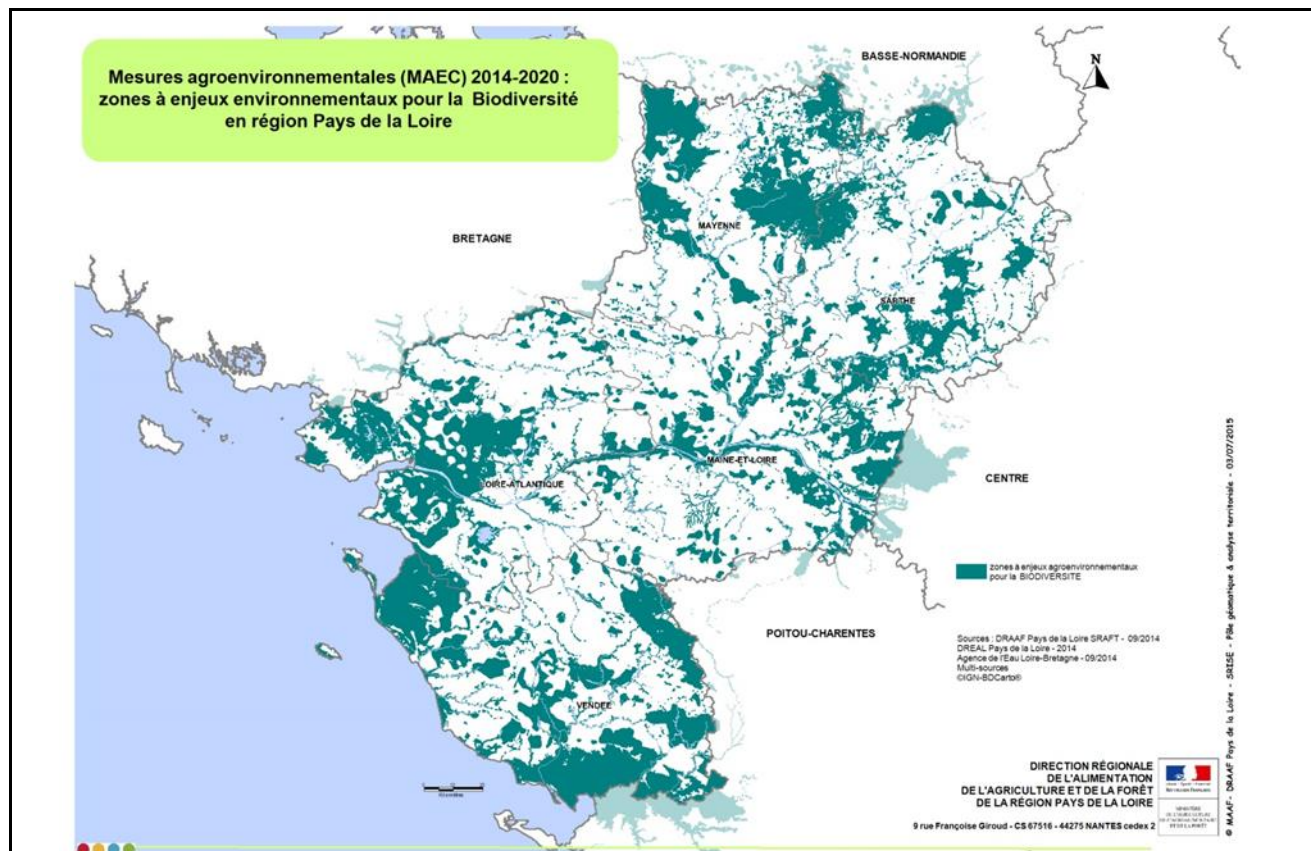 Mesures agroenvironnementales (MAEC) 2014-2020 :
zones à enjeux environnementaux pour la Biodiversité
en région Pays de la Loire
BASSE-NORMANDIE
N
BRETAGNE
MAYENNE
SARTHE
MAINE-ET-LOIRE
LOIRE-ATLANTIQUE
CENTRE
zones à enjeux agroenvironnementaux
pour la BIODIVERSITE
POITOU-CHARENTES
VENDEE
Sources : DRAAF Pays de la Loire SRAFT - 09/2014
DREAL Pays de la Loire - 2014
Agence de l'Eau Loire-Bretagne - 09/2014
Multi-sources
©IGN-BDCarto®
DIRECTION RÉGIONALE
DE L'ALIMENTATION
DE L'AGRICULTURE ET DE LA FORÊT
DE LA RÉGION PAYS DE LA LOIRE
9 rue Françoise Giroud - CS 67516 - 44275 NANTES cedex 2
© MAAF - DRAAF Pays de la Loire - SRISE - Pôle géomatique & analyse territoriale - 03/07/2015